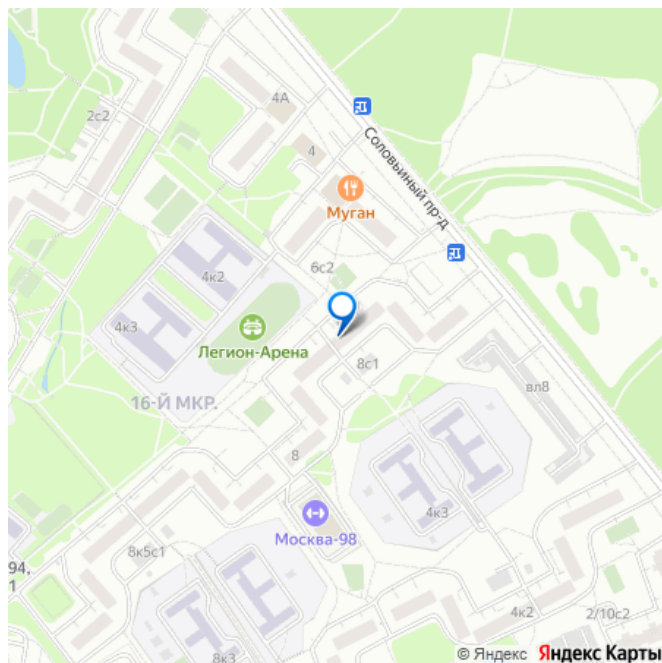 2с2
4А
4
Соловьиный пр-д
Муган
6с2
4к2
4к3
Легион-Арена
8с1
16-Й МКР.
вл8
8
4к3
Москва-98
94.
1
8к5с1
4к2
2/10с2
8к3
© Яндекс Яндекс Карты